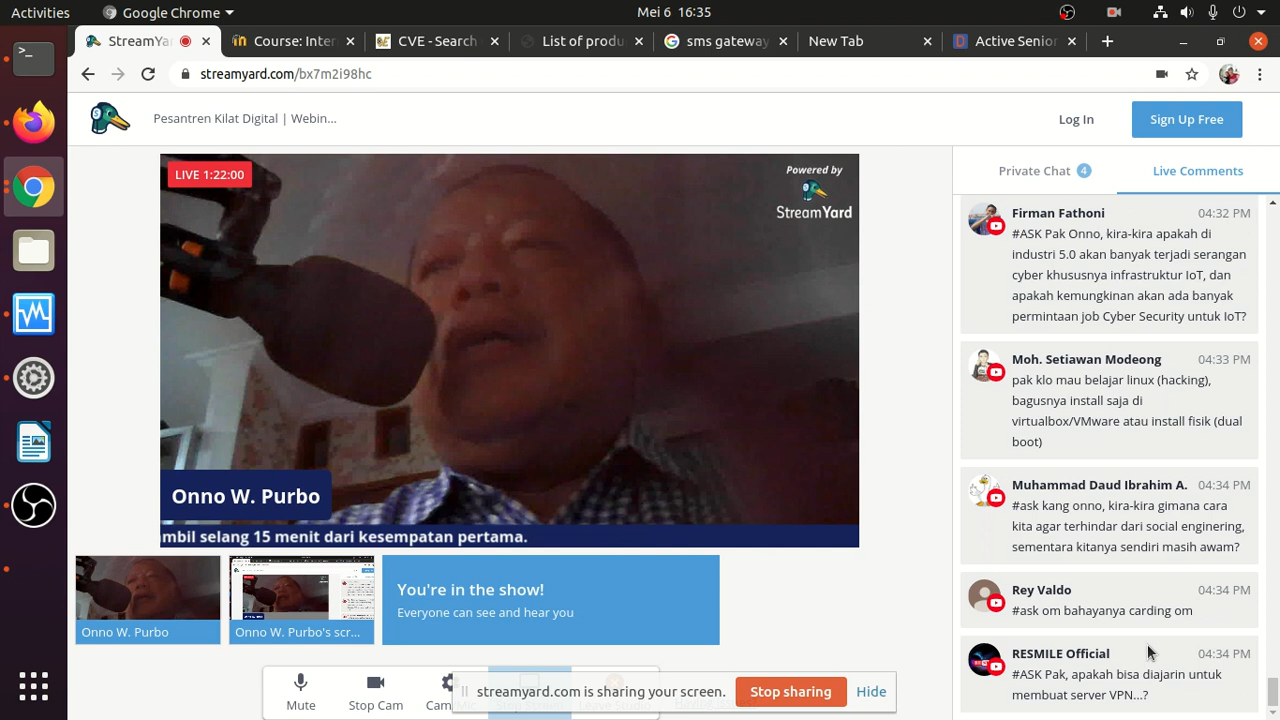 Activities
Google Chrome
Mei 6 16:35
StreamYar
Course: Inter
CVE - Search
List of produ
sms gateway
New Tab
Active Senior
streamyard.com/bx7m2i98hc
Pesantren Kilat Digital | Webin...
Log In
Sign Up Free
LIVE 1:22:00
Powered by
StreamYard
Onno W. Purbo
mbil selang 15 menit dari kesempatan pertama.
Onno W. Purbo
Onno W. Purbo's scr...
You're in the show!
Everyone can see and hear you
Mute
Stop Cam
Cam
streamyard.com is sharing your screen.
Stop sharing
Hide
Private Chat 4
Live Comments
Firman Fathoni 04:32 PM
#ASK Pak Onno, kira-kira apakah di
industri 5.0 akan banyak terjadi serangan
cyber khususnya infrastruktur IoT, dan
apakah kemungkinan akan ada banyak
permintaan job Cyber Security untuk IoT?
Moh. Setiawan Modeong 04:33 PM
pak klo mau belajar linux (hacking),
bagusnya install saja di
virtualbox/VMware atau install fisik (dual
boot)
Muhammad Daud Ibrahim A. 04:34 PM
#ask kang onno, kira-kira gimana cara
kita agar terhindar dari social enginering,
sementara kitanya sendiri masih awam?
Rey Valdo 04:34 PM
#ask om bahayanya carding om
RESMILE Official 04:34 PM
#ASK Pak, apakah bisa diajarin untuk
membuat server VPN...?